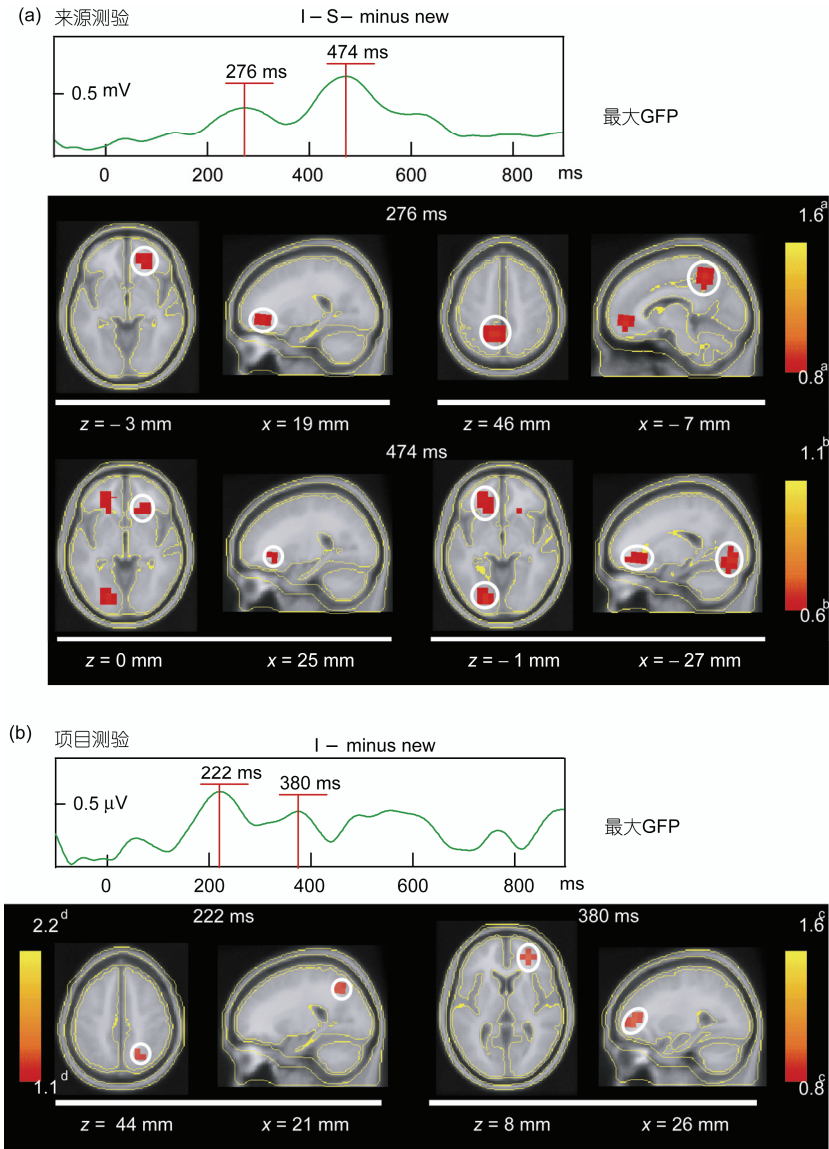 (a) 来源测验 I – S – minus new
474 ms
276 ms
0.5 mV
最大GFP
0 200 400 600 800 ms
276 ms
1.6a
0.8a
z = – 3 mm x = 19 mm z = 46 mm x = – 7 mm
474 ms
1.1b
0.6b
z = 0 mm x = 25 mm z = – 1 mm x = – 27 mm
(b) 项目测验 I – minus new
222 ms 380 ms
0.5 μV
最大GFP
0 200 400 600 800 ms
222 ms 380 ms
2.2d 1.6c
1.1d 0.8c
z = 44 mm x = 21 mm z = 8 mm x = 26 mm